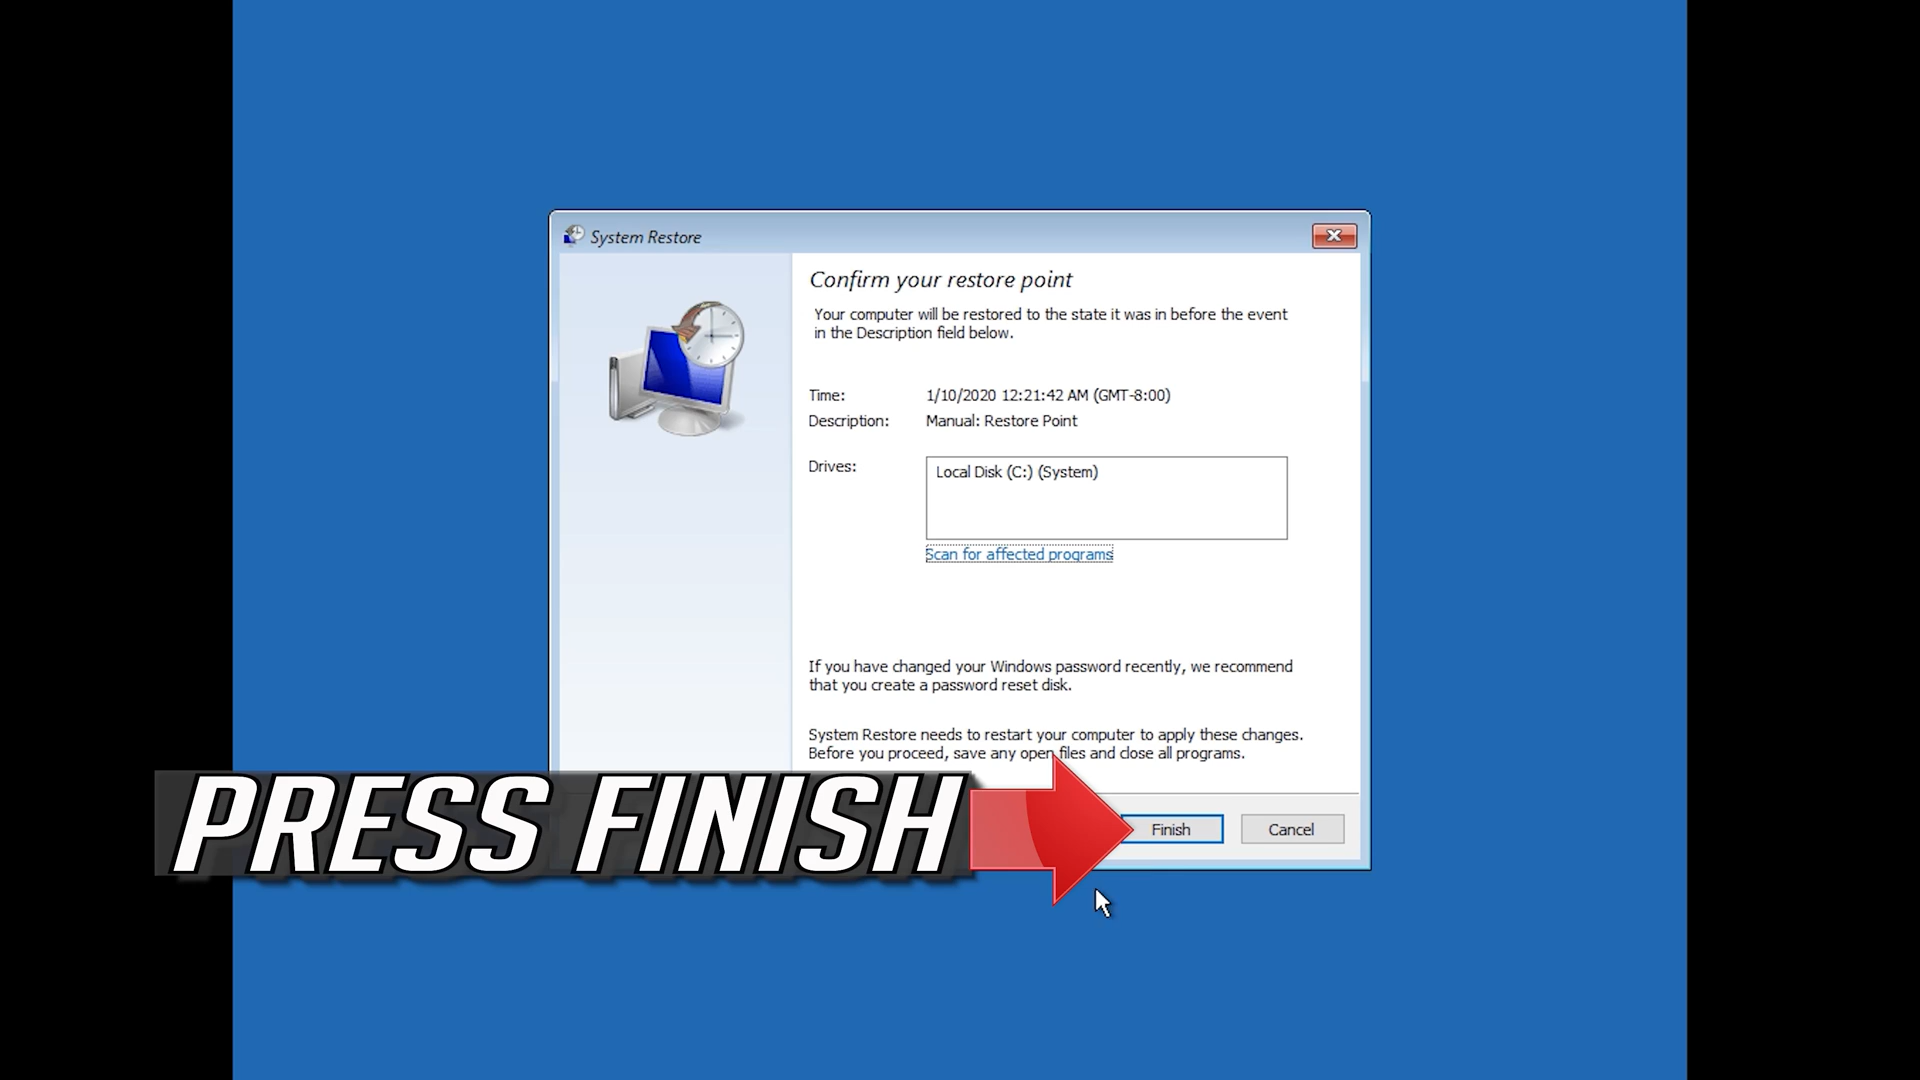 System Restore
Confirm your restore point
Your computer will be restored to the state it was in before the event
in the Description field below.
Time: 1/10/2020 12:21:42 AM (GMT-8:00)
Description: Manual: Restore Point
Drives: Local Disk (C:) (System)
Scan for affected programs
If you have changed your Windows password recently, we recommend
that you create a password reset disk.
System Restore needs to restart your computer to apply these changes.
Before you proceed, save any open files and close all programs.
PRESS FINISH
Finish Cancel